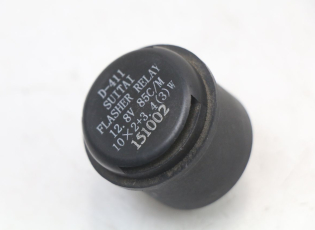 D-411
SUITAI
FLASHER RELAY
12.8V 85C/M
10×2+3.4(3)W
151002